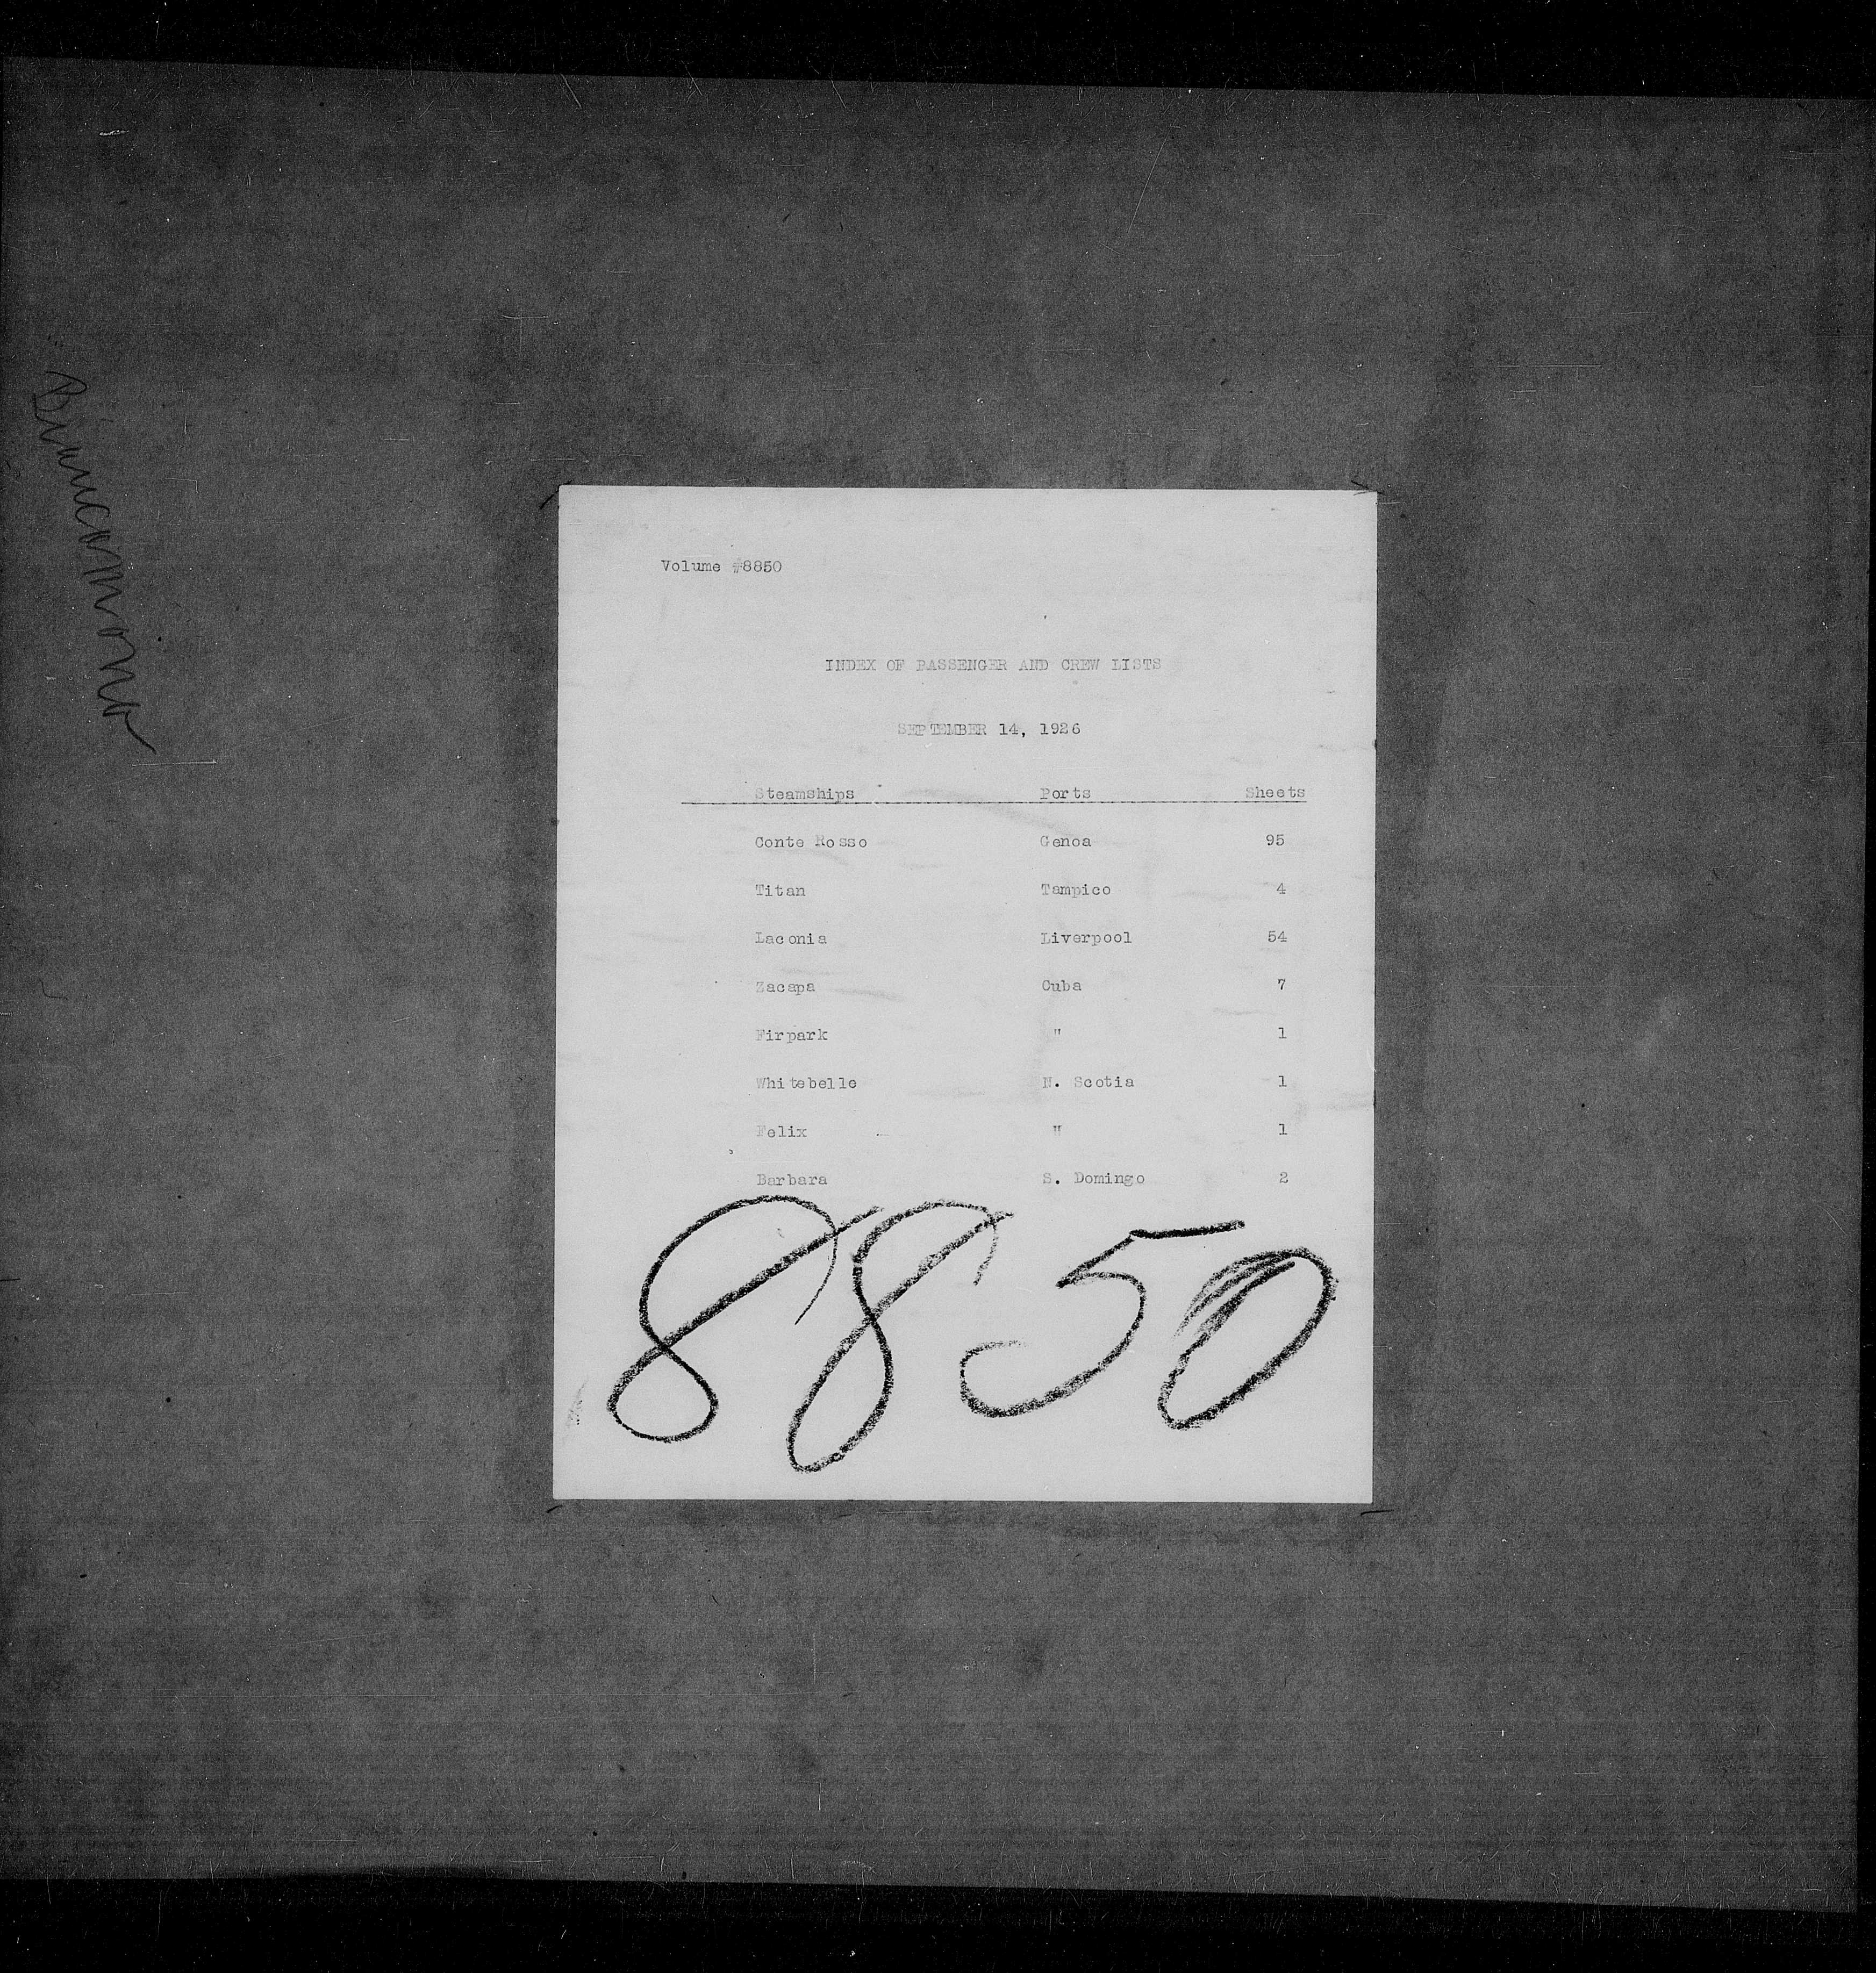 Volume #8850
INDEX OF PASSENGER AND CREW LISTS
SEPTEMBER 14, 1926
Steamships Ports Sheets
Conte Rosso Genoa 95
Titan Tampico 4
Laconia Liverpool 54
Zacapa Cuba 7
Firpark " 1
Whitebelle N. Scotia 1
Felix " 1
Barbara S. Domingo 2
8850